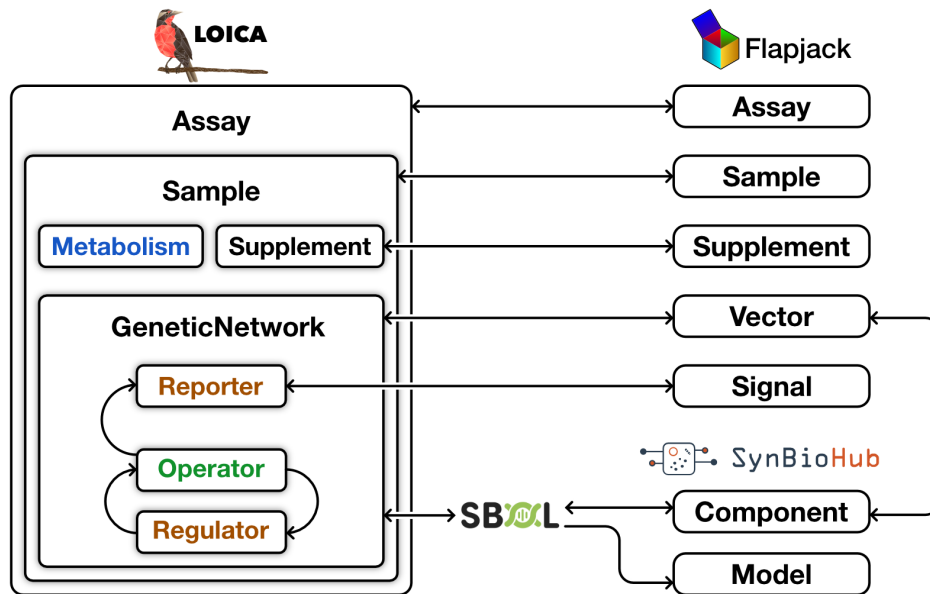 LOICA
Flapjack
Assay
Assay
Sample
Sample
Metabolism
Supplement
Supplement
GeneticNetwork
Vector
Reporter
Signal
Operator
SynBioHub
Regulator
SBOL
Component
Model